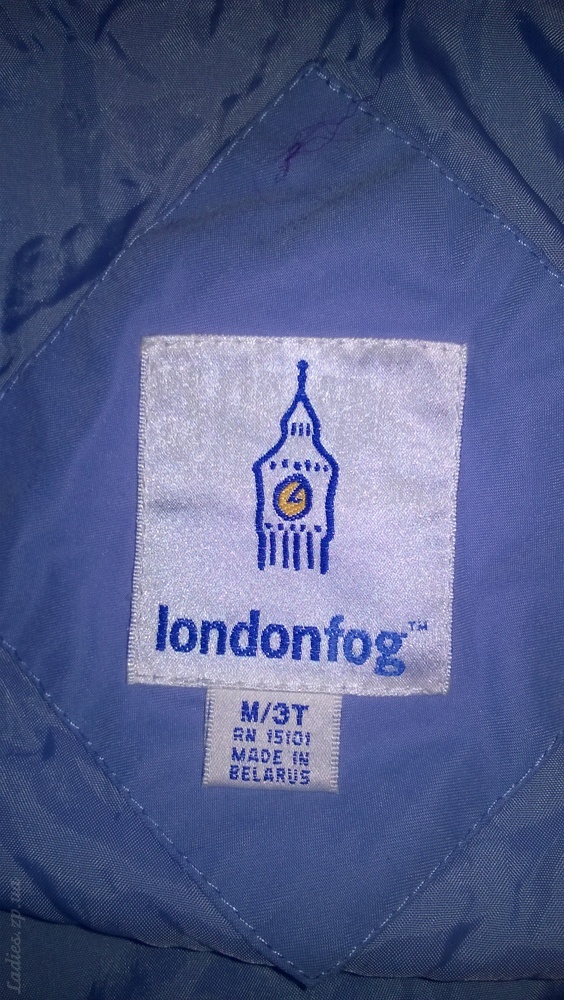 londonfog™
M/3T
RN 15101
MADE IN
BELARUS
Ladies.zp.ua